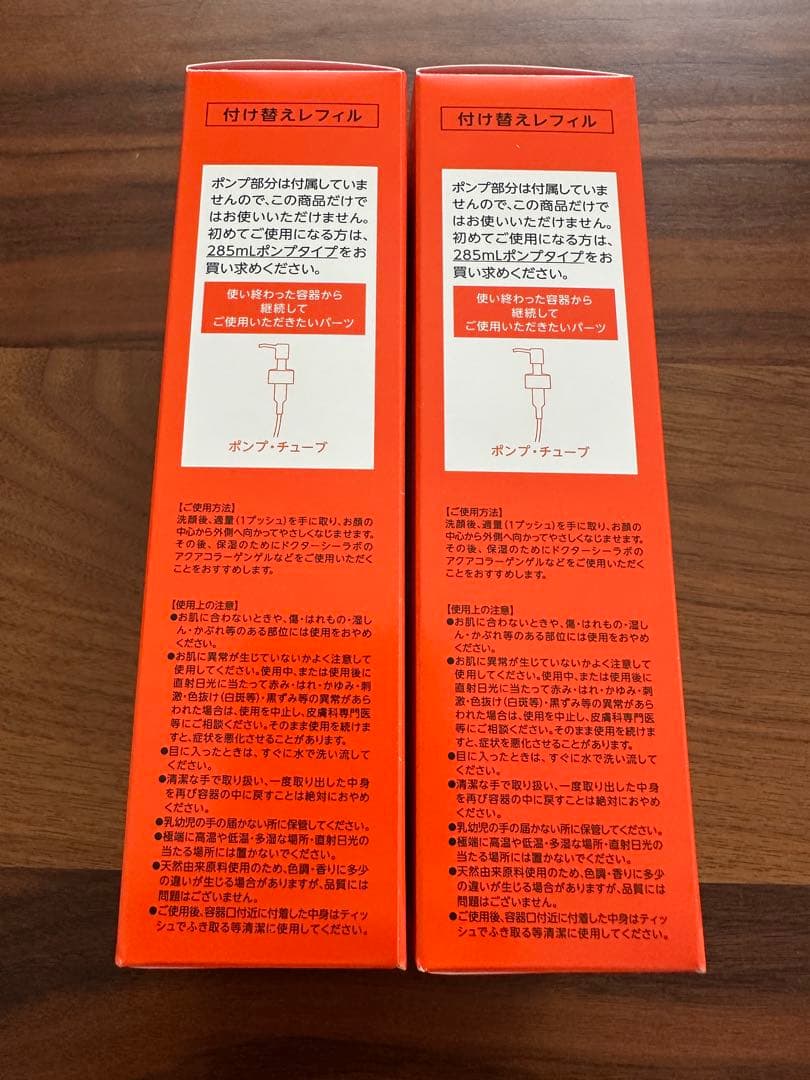 付け替えレフィル
ポンプ部分は付属していま
せんので、この商品だけで
はお使いいただけません。
初めてご使用になる方は、
285mLポンプタイプをお
買い求めください。
使い終わった容器から
継続して
ご使用いただきたいパーツ
ポンプ・チューブ
【ご使用方法】
洗顔後、適量(1プッシュ)を手に取り、お顔の
中心から外側へ向かってやさしくなじませます。
その後、保湿のためにドクターシーラボの
アクアコラーゲンゲルなどをご使用いただく
ことをおすすめします。
【使用上の注意】
●お肌に合わないときや、傷・はれもの・湿し
ん・かぶれ等のある部位には使用をおやめ
ください。
●お肌に異常が生じていないかよく注意して
使用してください。使用中、または使用後に
直射日光に当たって赤み・はれ・かゆみ・刺
激・色抜け(白斑等)・黒ずみ等の異常があら
われた場合は、使用を中止し、皮膚科専門医
等にご相談ください。そのまま使用を続けま
すと、症状を悪化させることがあります。
●目に入ったときは、すぐに水で洗い流して
ください。
●清潔な手で取り扱い、一度取り出した中身
を再び容器の中に戻すことは絶対におやめ
ください。
●乳幼児の手の届かない所に保管してください。
●極端に高温や低温・多湿な場所・直射日光の
当たる場所には置かないでください。
●天然由来原料使用のため、色調・香りに多少
の違いが生じる場合がありますが、品質には
問題はございません。
●ご使用後、容器口付近に付着した中身はティッ
シュでふき取る等清潔に使用してください。
付け替えレフィル
ポンプ部分は付属していま
せんので、この商品だけで
はお使いいただけません。
初めてご使用になる方は、
285mLポンプタイプをお
買い求めください。
使い終わった容器から
継続して
ご使用いただきたいパーツ
ポンプ・チューブ
【ご使用方法】
洗顔後、適量(1プッシュ)を手に取り、お顔の
中心から外側へ向かってやさしくなじませます。
その後、保湿のためにドクターシーラボの
アクアコラーゲンゲルなどをご使用いただく
ことをおすすめします。
【使用上の注意】
●お肌に合わないときや、傷・はれもの・湿し
ん・かぶれ等のある部位には使用をおやめ
ください。
●お肌に異常が生じていないかよく注意して
使用してください。使用中、または使用後に
直射日光に当たって赤み・はれ・かゆみ・刺
激・色抜け(白斑等)・黒ずみ等の異常があら
われた場合は、使用を中止し、皮膚科専門医
等にご相談ください。そのまま使用を続けま
すと、症状を悪化させることがあります。
●目に入ったときは、すぐに水で洗い流して
ください。
●清潔な手で取り扱い、一度取り出した中身
を再び容器の中に戻すことは絶対におやめ
ください。
●乳幼児の手の届かない所に保管してください。
●極端に高温や低温・多湿な場所・直射日光の
当たる場所には置かないでください。
●天然由来原料使用のため、色調・香りに多少
の違いが生じる場合がありますが、品質には
問題はございません。
●ご使用後、容器口付近に付着した中身はティッ
シュでふき取る等清潔に使用してください。